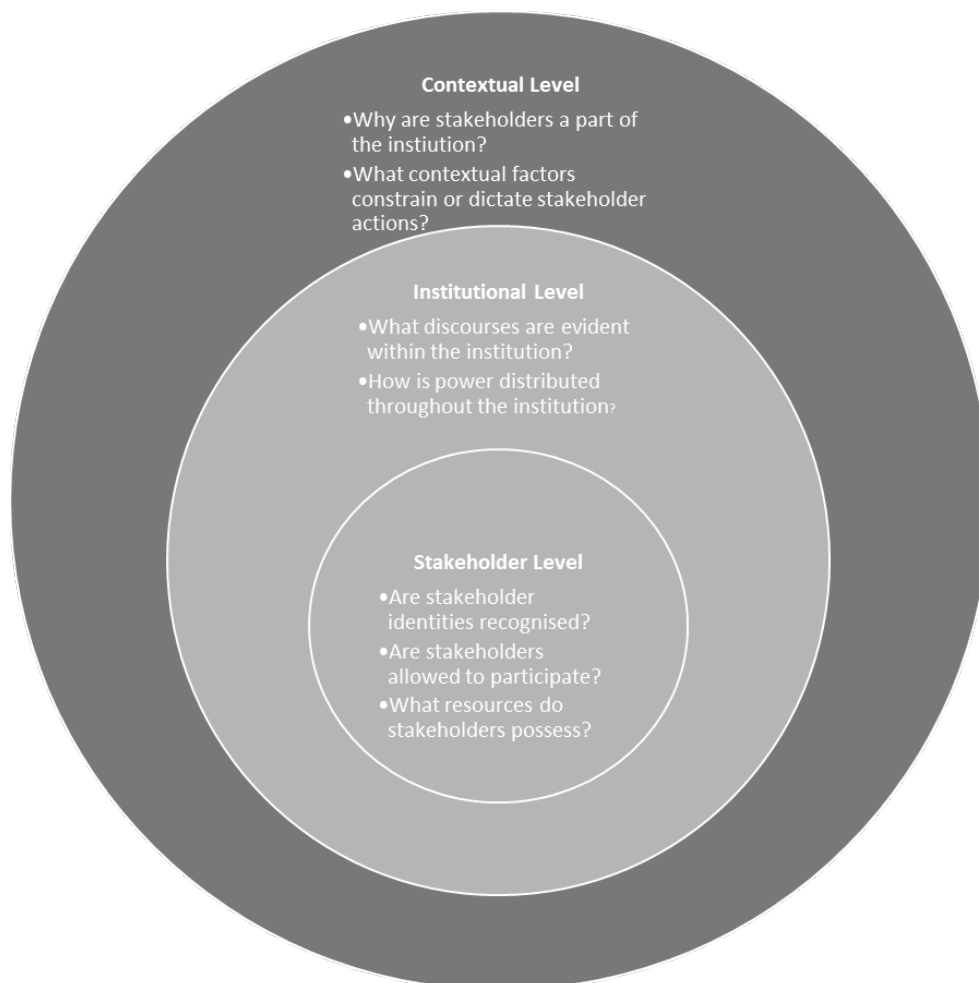 Contextual Level
•Why are stakeholders a part of
the instiution?
•What contextual factors
constrain or dictate stakeholder
actions?
Institutional Level
•What discourses are evident
within the institution?
•How is power distributed
throughout the institution?
Stakeholder Level
•Are stakeholder
identities recognised?
•Are stakeholders
allowed to participate?
•What resources do
stakeholders possess?